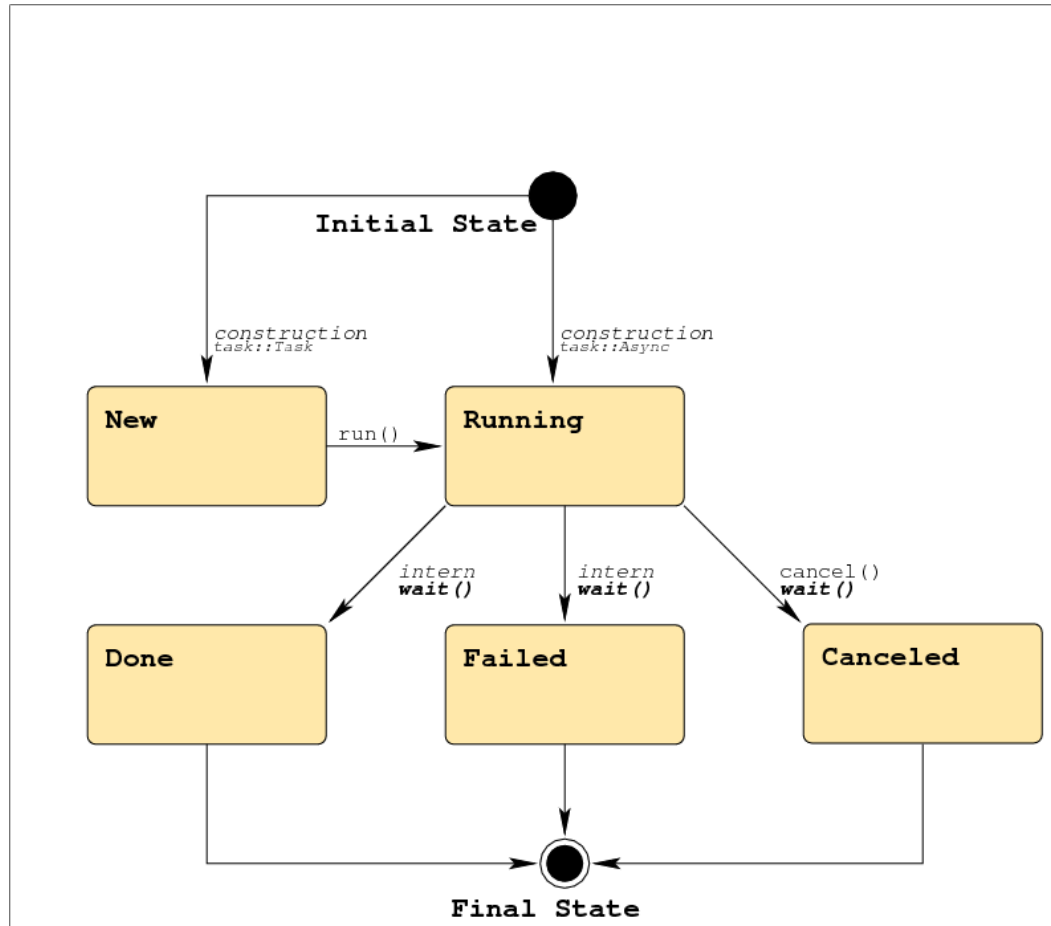 Initial State
construction
task::Task
construction
task::Async
New
run()
Running
intern
wait()
intern
wait()
cancel()
wait()
Done
Failed
Canceled
Final State